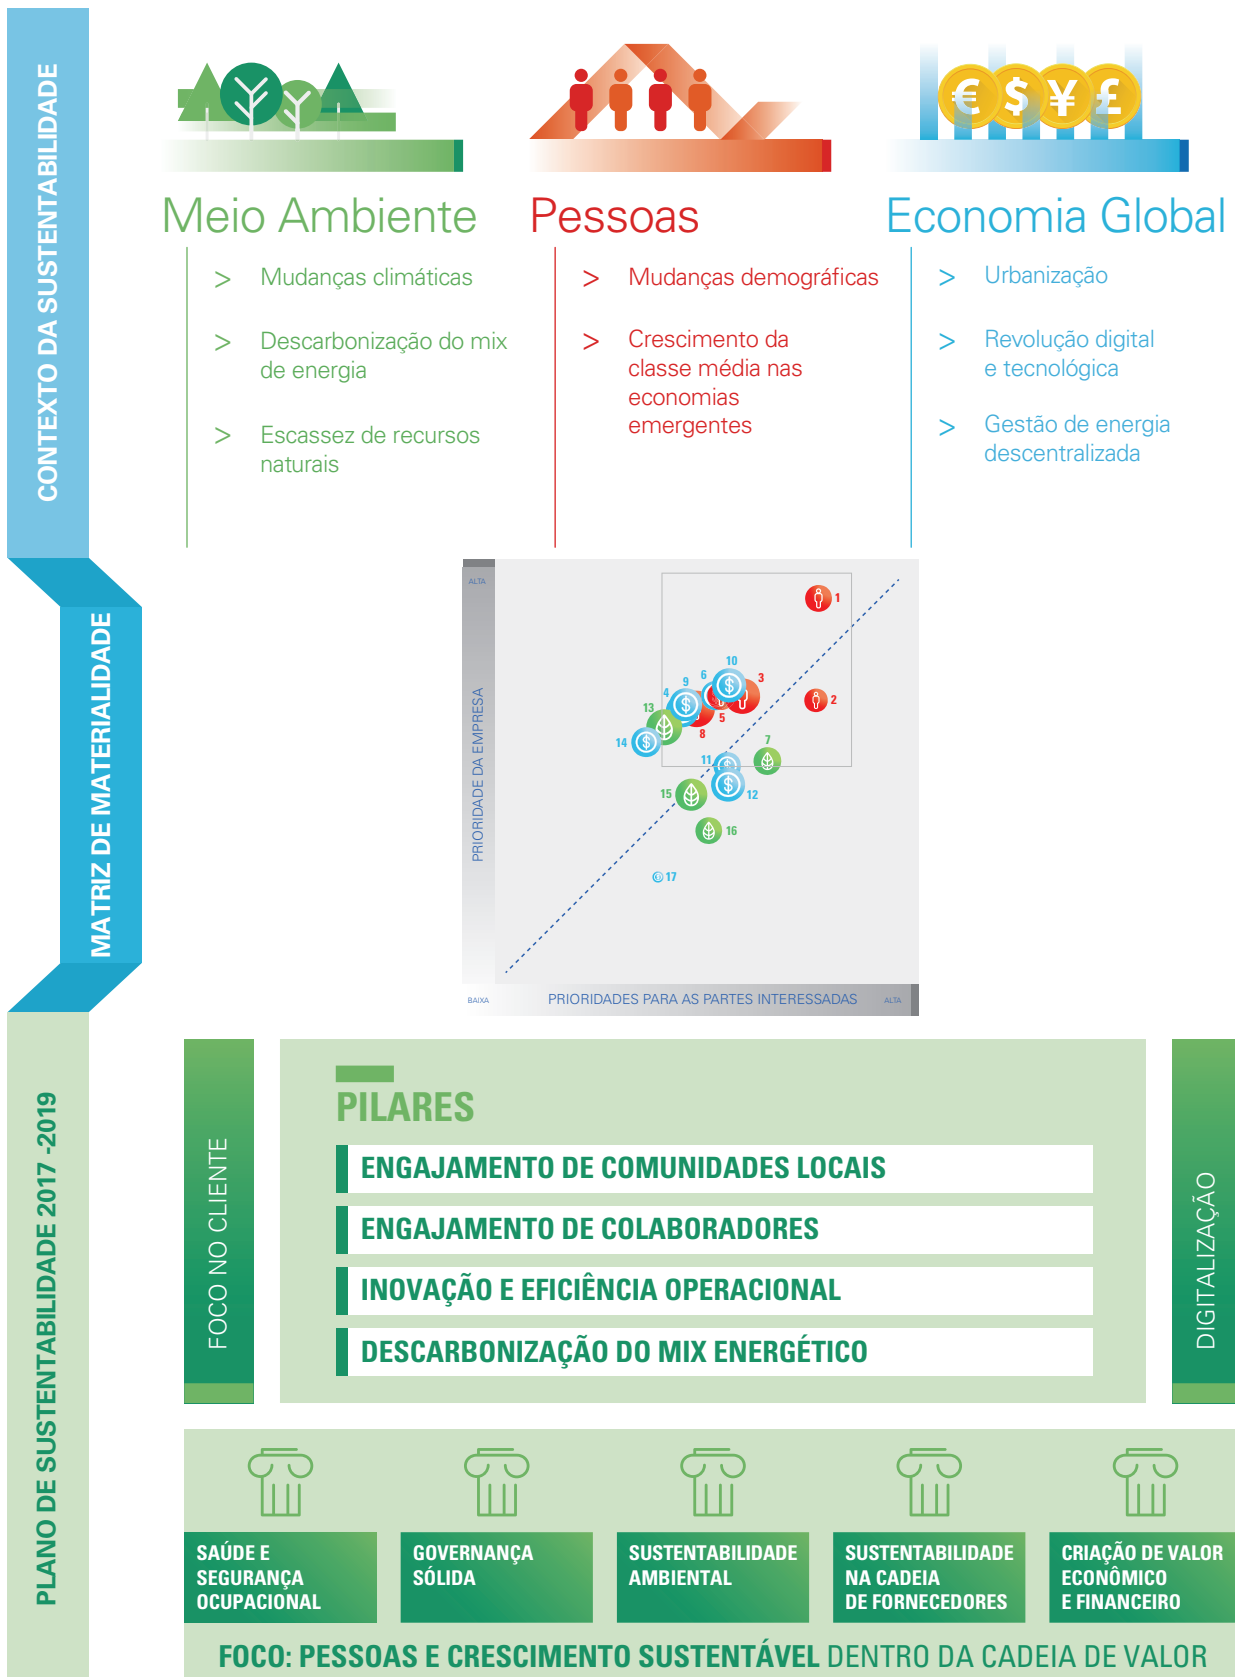 CONTEXTO DA SUSTENTABILIDADE
Meio Ambiente
> Mudanças climáticas
> Descarbonização do mix
de energia
> Escassez de recursos
naturais
Pessoas
> Mudanças demográficas
> Crescimento da
classe média nas
economias
emergentes
€ $ ¥ £
Economia Global
> Urbanização
> Revolução digital
e tecnológica
> Gestão de energia
descentralizada
MATRIZ DE MATERIALIDADE
ALTA
PRIORIDADE DA EMPRESA
1
10
6
3
9
4
2
13
5
8
14
7
11
15
12
16
17
BAIXA
PRIORIDADES PARA AS PARTES INTERESSADAS
ALTA
PLANO DE SUSTENTABILIDADE 2017 -2019
FOCO NO CLIENTE
PILARES
ENGAJAMENTO DE COMUNIDADES LOCAIS
ENGAJAMENTO DE COLABORADORES
INOVAÇÃO E EFICIÊNCIA OPERACIONAL
DESCARBONIZAÇÃO DO MIX ENERGÉTICO
DIGITALIZAÇÃO
SAÚDE E
SEGURANÇA
OCUPACIONAL
GOVERNANÇA
SÓLIDA
SUSTENTABILIDADE
AMBIENTAL
SUSTENTABILIDADE
NA CADEIA
DE FORNECEDORES
CRIAÇÃO DE VALOR
ECONÔMICO
E FINANCEIRO
FOCO: PESSOAS E CRESCIMENTO SUSTENTÁVEL DENTRO DA CADEIA DE VALOR